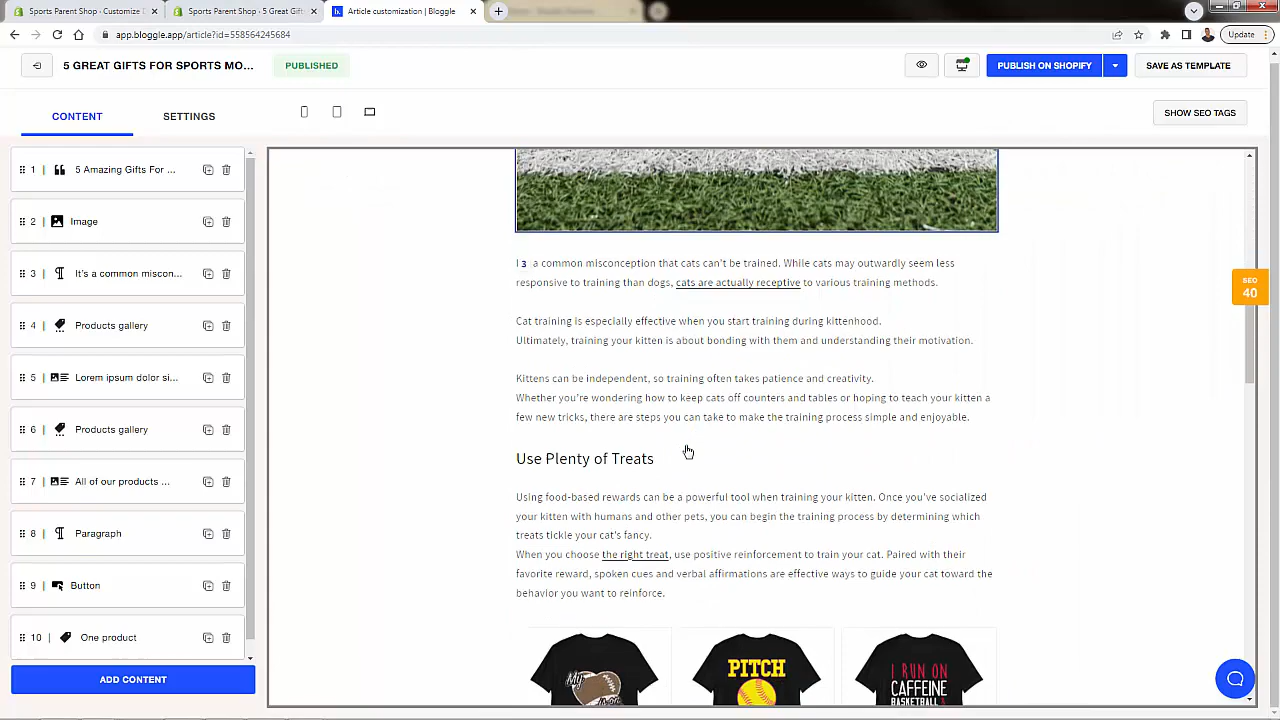 Sports Parent Shop - Customize T
Sports Parent Shop - 5 Great Gif
Article customization | Bloggle
app.bloggle.app/article?id=558564245684
Update
5 GREAT GIFTS FOR SPORTS MO...
PUBLISHED
PUBLISH ON SHOPIFY
SAVE AS TEMPLATE
CONTENT
SETTINGS
SHOW SEO TAGS
1 | 5 Amazing Gifts For ...
2 | Image
3 | It's a common miscon...
4 | Products gallery
5 | Lorem ipsum dolor si...
6 | Products gallery
7 | All of our products ...
8 | Paragraph
9 | Button
10 | One product
ADD CONTENT
I 3 a common misconception that cats can't be trained. While cats may outwardly seem less
responsive to training than dogs, cats are actually receptive to various training methods.
Cat training is especially effective when you start training during kittenhood.
Ultimately, training your kitten is about bonding with them and understanding their motivation.
Kittens can be independent, so training often takes patience and creativity.
Whether you're wondering how to keep cats off counters and tables or hoping to teach your kitten a
few new tricks, there are steps you can take to make the training process simple and enjoyable.
Use Plenty of Treats
Using food-based rewards can be a powerful tool when training your kitten. Once you've socialized
your kitten with humans and other pets, you can begin the training process by determining which
treats tickle your cat's fancy.
When you choose the right treat, use positive reinforcement to train your cat. Paired with their
favorite reward, spoken cues and verbal affirmations are effective ways to guide your cat toward the
behavior you want to reinforce.
My
PITCH
I RUN ON
CAFFEINE
BASKETBALL &
SEO
40